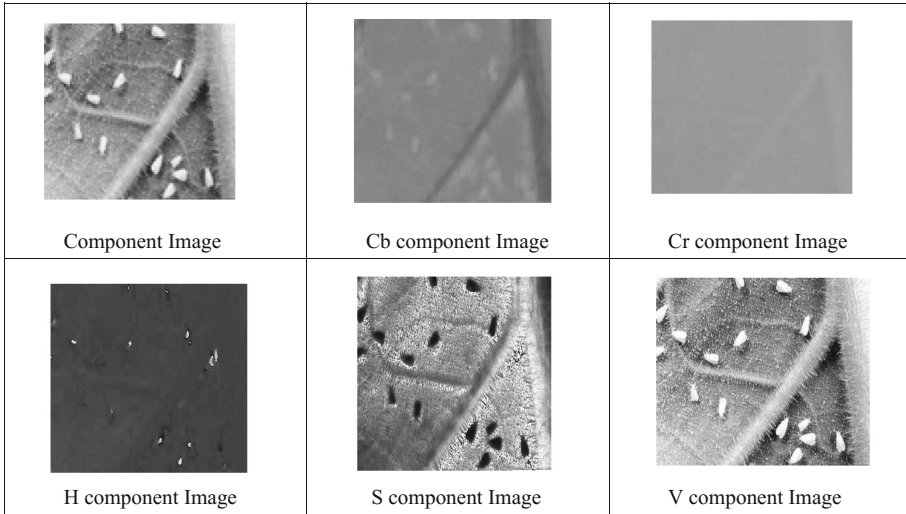 Component Image
Cb component Image
Cr component Image
H component Image
S component Image
V component Image